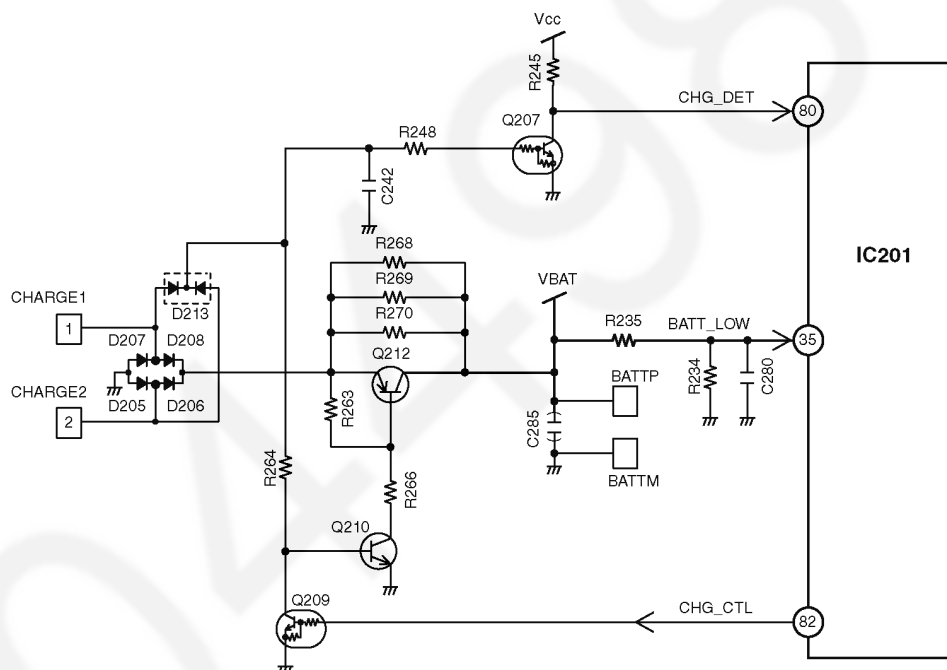 Vcc
R245
CHG_DET
80
Q207
R248
C242
R268
R269
R270
IC201
VBAT
CHARGE1
1
D213
D207
D208
R235
BATT_LOW
35
Q212
CHARGE2
2
D205
D206
R263
R234
C280
BATTP
C285
BATTM
R264
R266
Q210
Q209
CHG_CTL
82